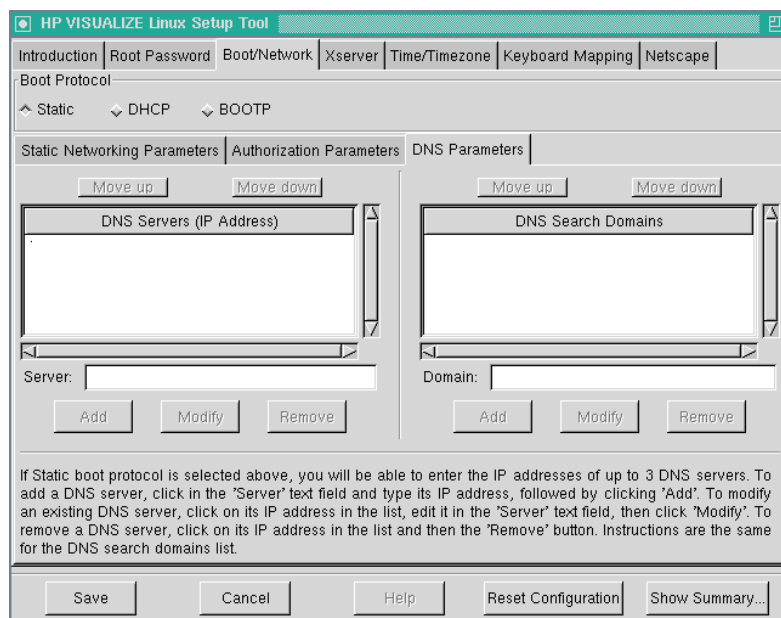 HP VISUALIZE Linux Setup Tool
Introduction Root Password Boot/Network Xserver Time/Timezone Keyboard Mapping Netscape
Boot Protocol
Static DHCP BOOTP
Static Networking Parameters Authorization Parameters DNS Parameters
Move up Move down Move up Move down
DNS Servers (IP Address) DNS Search Domains
Server: Domain:
Add Modify Remove Add Modify Remove
If Static boot protocol is selected above, you will be able to enter the IP addresses of up to 3 DNS servers. To
add a DNS server, click in the 'Server' text field and type its IP address, followed by clicking 'Add'. To modify
an existing DNS server, click on its IP address in the list, edit it in the 'Server' text field, then click 'Modify'. To
remove a DNS server, click on its IP address in the list and then the 'Remove' button. Instructions are the same
for the DNS search domains list.
Save Cancel Help Reset Configuration Show Summary...